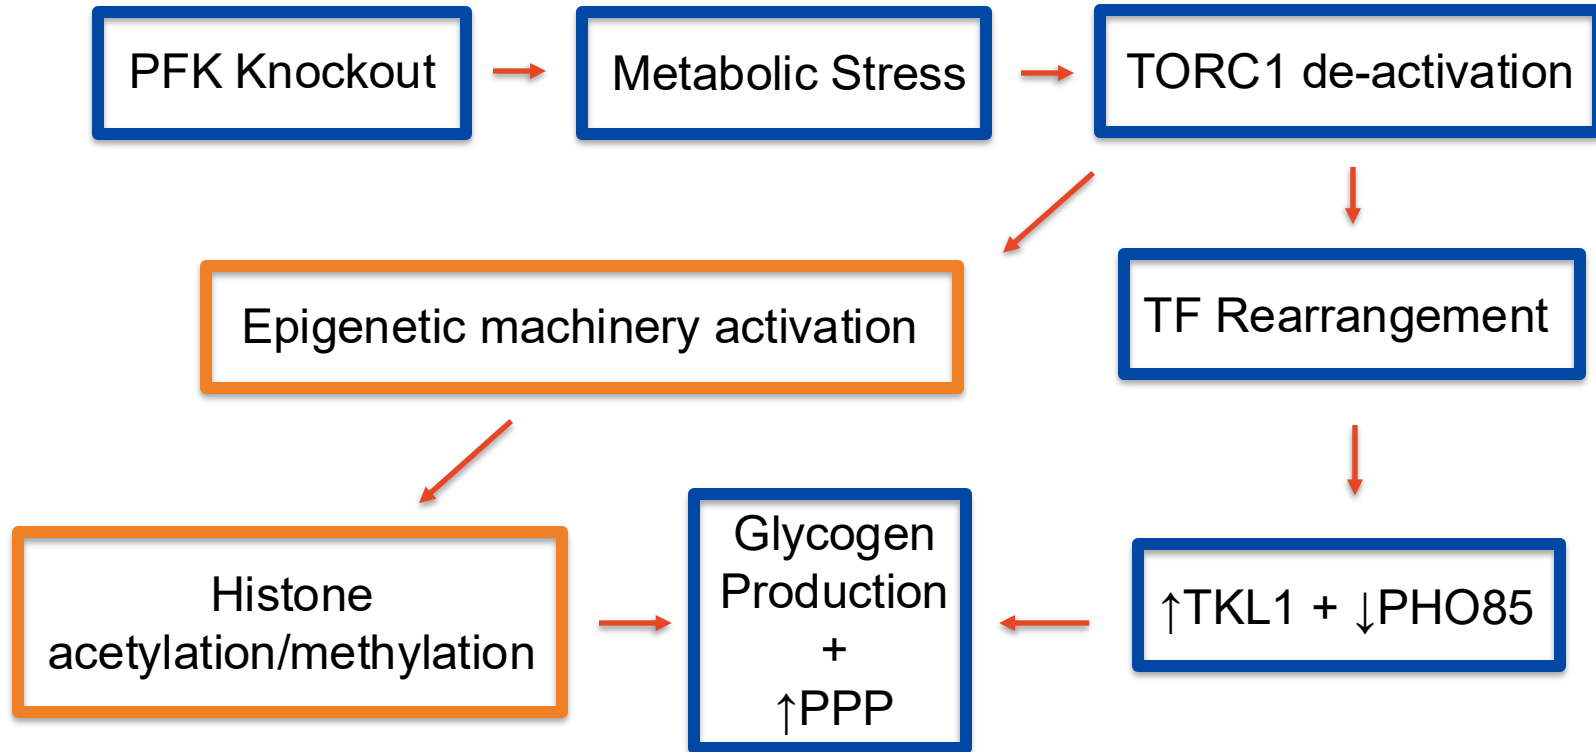 PFK Knockout
Metabolic Stress
TORC1 de-activation
Epigenetic machinery activation
TF Rearrangement
Histone
acetylation/methylation
Glycogen
Production
+
↑PPP
↑TKL1 + ↓PHO85